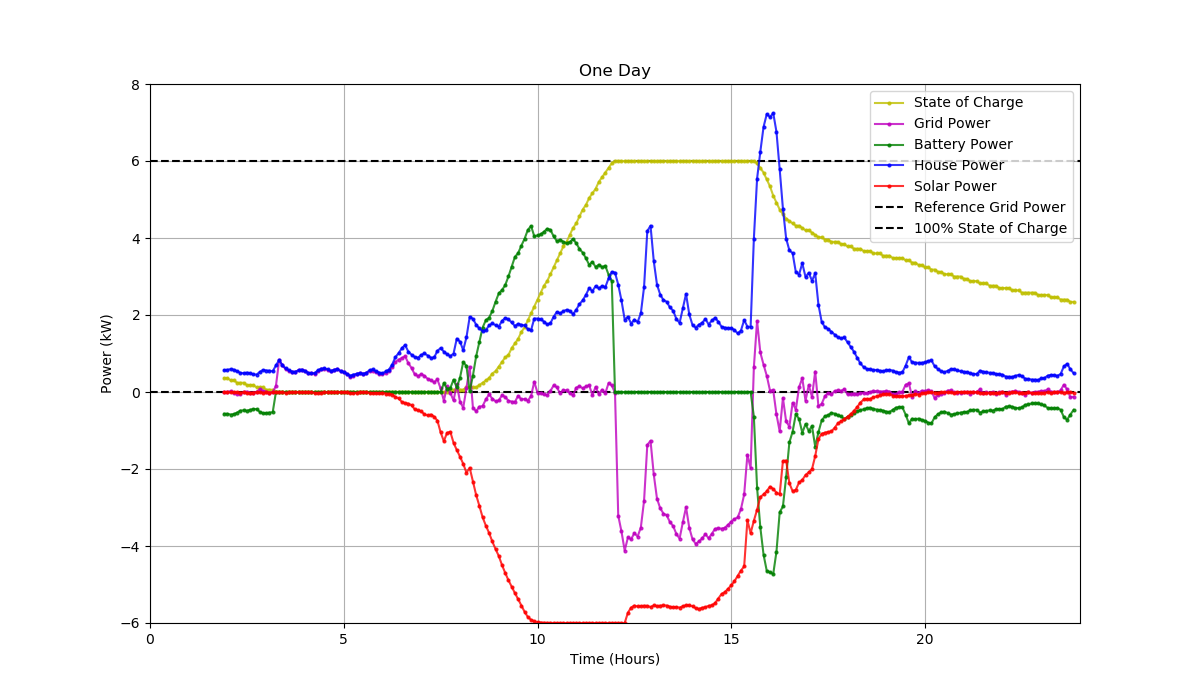 One Day
8
6
4
2
0
−2
−4
−6
Power (kW)
0
5
10
15
20
Time (Hours)
State of Charge
Grid Power
Battery Power
House Power
Solar Power
Reference Grid Power
100% State of Charge